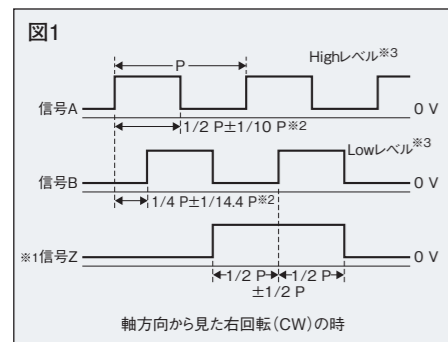 図1
P
Highレベル※3
信号A
0 V
1/2 P±1/10 P※2
Lowレベル※3
信号B
0 V
1/4 P±1/14.4 P※2
※1信号Z
0 V
1/2 P
1/2 P
±1/2 P
軸方向から見た右回転(CW)の時